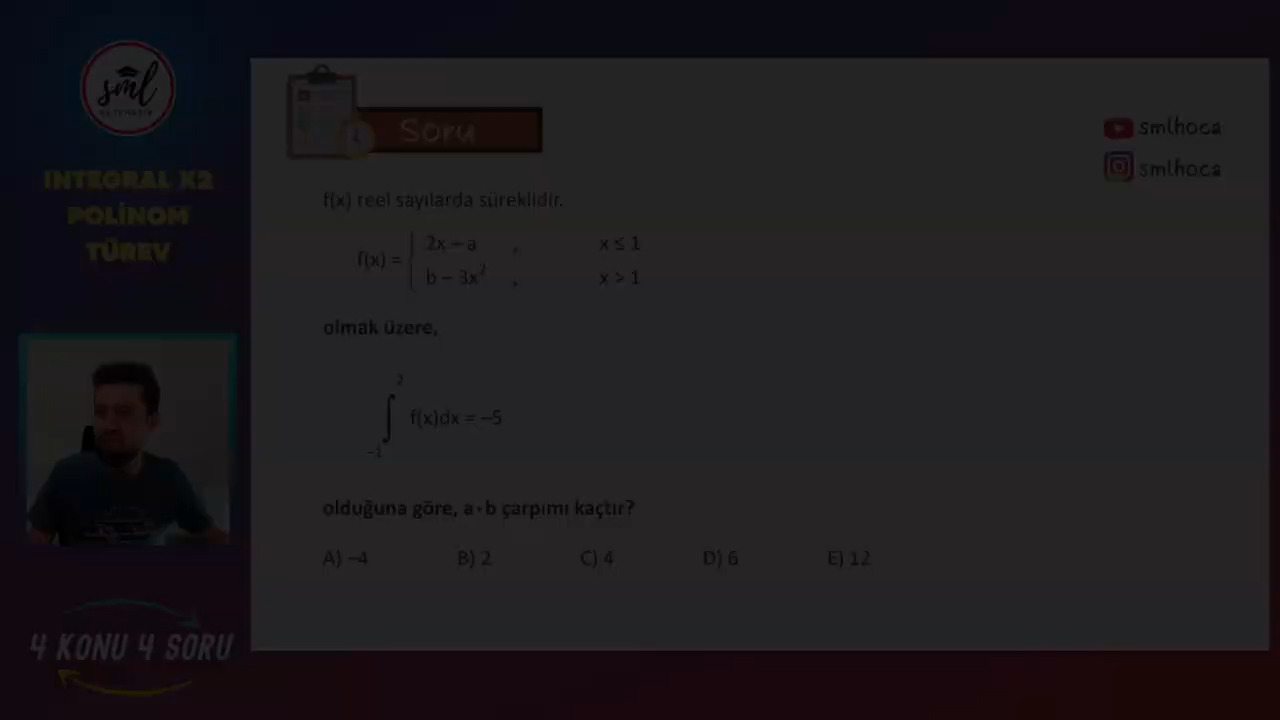 sml
INTEGRAL X2
POLİNOM
TÜREV
Soru
smlhoca
smlhoca
f(x) reel sayılarda süreklidir.
f(x) = { 2x – a , x ≤ 1
b – 3x² , x > 1
olmak üzere,
2
∫ f(x)dx = –5
–1
olduğuna göre, a·b çarpımı kaçtır?
A) –4 B) 2 C) 4 D) 6 E) 12
4 KONU 4 SORU